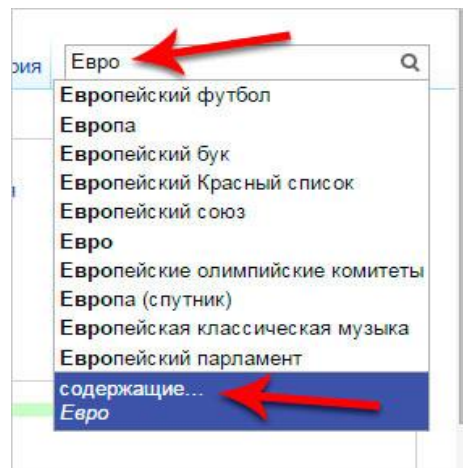 рия
Евро
Европейский футбол
Европа
Европейский бук
Европейский Красный список
Европейский союз
Евро
Европейские олимпийские комитеты
Европа (спутник)
Европейская классическая музыка
Европейский парламент
содержащие...
Евро